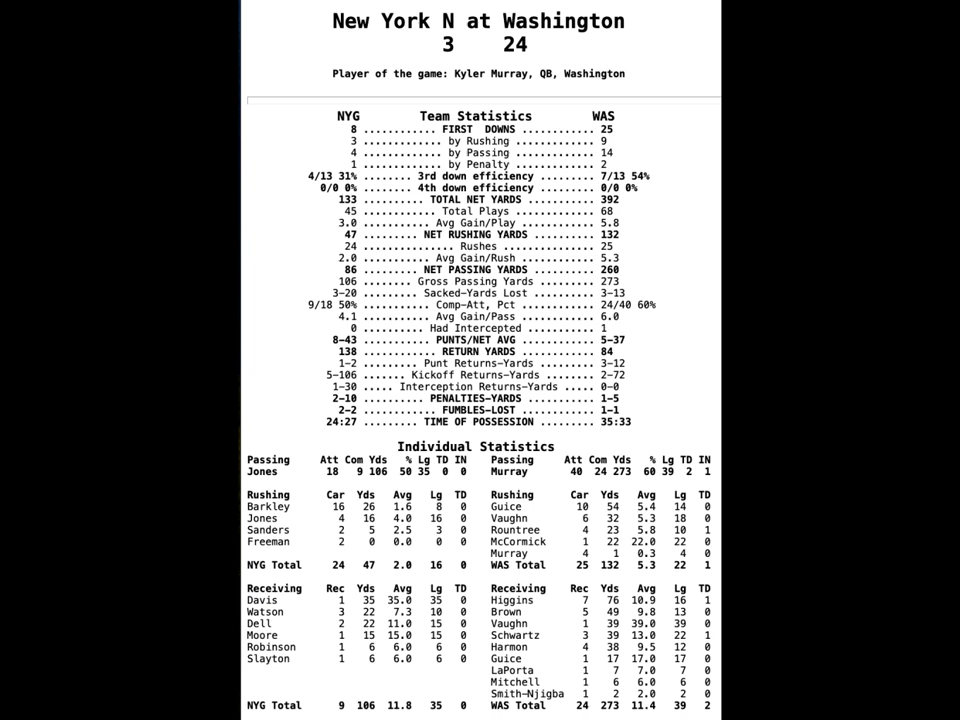 New York N at Washington
3 24
Player of the game: Kyler Murray, QB, Washington
NYG Team Statistics WAS
8 ............ FIRST DOWNS ............ 25
3 ............. by Rushing ............ 9
4 ............. by Passing ............ 14
1 ............. by Penalty ............ 2
4/13 31% ........ 3rd down efficiency ......... 7/13 54%
0/0 0% ........ 4th down efficiency ......... 0/0 0%
133 .......... TOTAL NET YARDS .......... 392
45 ............ Total Plays ............ 68
3.0 ........... Avg Gain/Play ........... 5.8
47 ......... NET RUSHING YARDS ......... 132
24 ............... Rushes .............. 25
2.0 ........... Avg Gain/Rush ........... 5.3
86 ......... NET PASSING YARDS ......... 260
106 ........ Gross Passing Yards ........ 273
3-20 ........ Sacked-Yards Lost ......... 3-13
9/18 50% ........... Comp-Att, Pct ........... 24/40 60%
4.1 ........... Avg Gain/Pass ........... 6.0
0 .......... Had Intercepted .......... 1
8-43 ........... PUNTS/NET AVG ........... 5-37
138 ............ RETURN YARDS ........... 84
1-2 ........ Punt Returns-Yards ........ 3-12
5-106 ....... Kickoff Returns-Yards ....... 2-72
1-30 ..... Interception Returns-Yards ..... 0-0
2-10 .......... PENALTIES-YARDS .......... 1-5
2-2 ............ FUMBLES-LOST ........... 1-1
24:27 ......... TIME OF POSSESSION ......... 35:33
Individual Statistics
Passing Att Com Yds % Lg TD IN Passing Att Com Yds % Lg TD IN
Jones 18 9 106 50 35 0 0 Murray 40 24 273 60 39 2 1
Rushing Car Yds Avg Lg TD Rushing Car Yds Avg Lg TD
Barkley 16 26 1.6 8 0 Guice 10 54 5.4 14 0
Jones 4 16 4.0 16 0 Vaughn 6 32 5.3 18 0
Sanders 2 5 2.5 3 0 Rountree 4 23 5.8 10 1
Freeman 2 0 0.0 0 0 McCormick 1 22 22.0 22 0
Murray 4 1 0.3 4 0
NYG Total 24 47 2.0 16 0 WAS Total 25 132 5.3 22 1
Receiving Rec Yds Avg Lg TD Receiving Rec Yds Avg Lg TD
Davis 1 35 35.0 35 0 Higgins 7 76 10.9 16 1
Watson 3 22 7.3 10 0 Brown 5 49 9.8 13 0
Dell 2 22 11.0 15 0 Vaughn 1 39 39.0 39 0
Moore 1 15 15.0 15 0 Schwartz 3 39 13.0 22 1
Robinson 1 6 6.0 6 0 Harmon 4 38 9.5 12 0
Slayton 1 6 6.0 6 0 Guice 1 17 17.0 17 0
LaPorta 1 7 7.0 7 0
Mitchell 1 6 6.0 6 0
Smith-Njigba 1 2 2.0 2 0
NYG Total 9 106 11.8 35 0 WAS Total 24 273 11.4 39 2